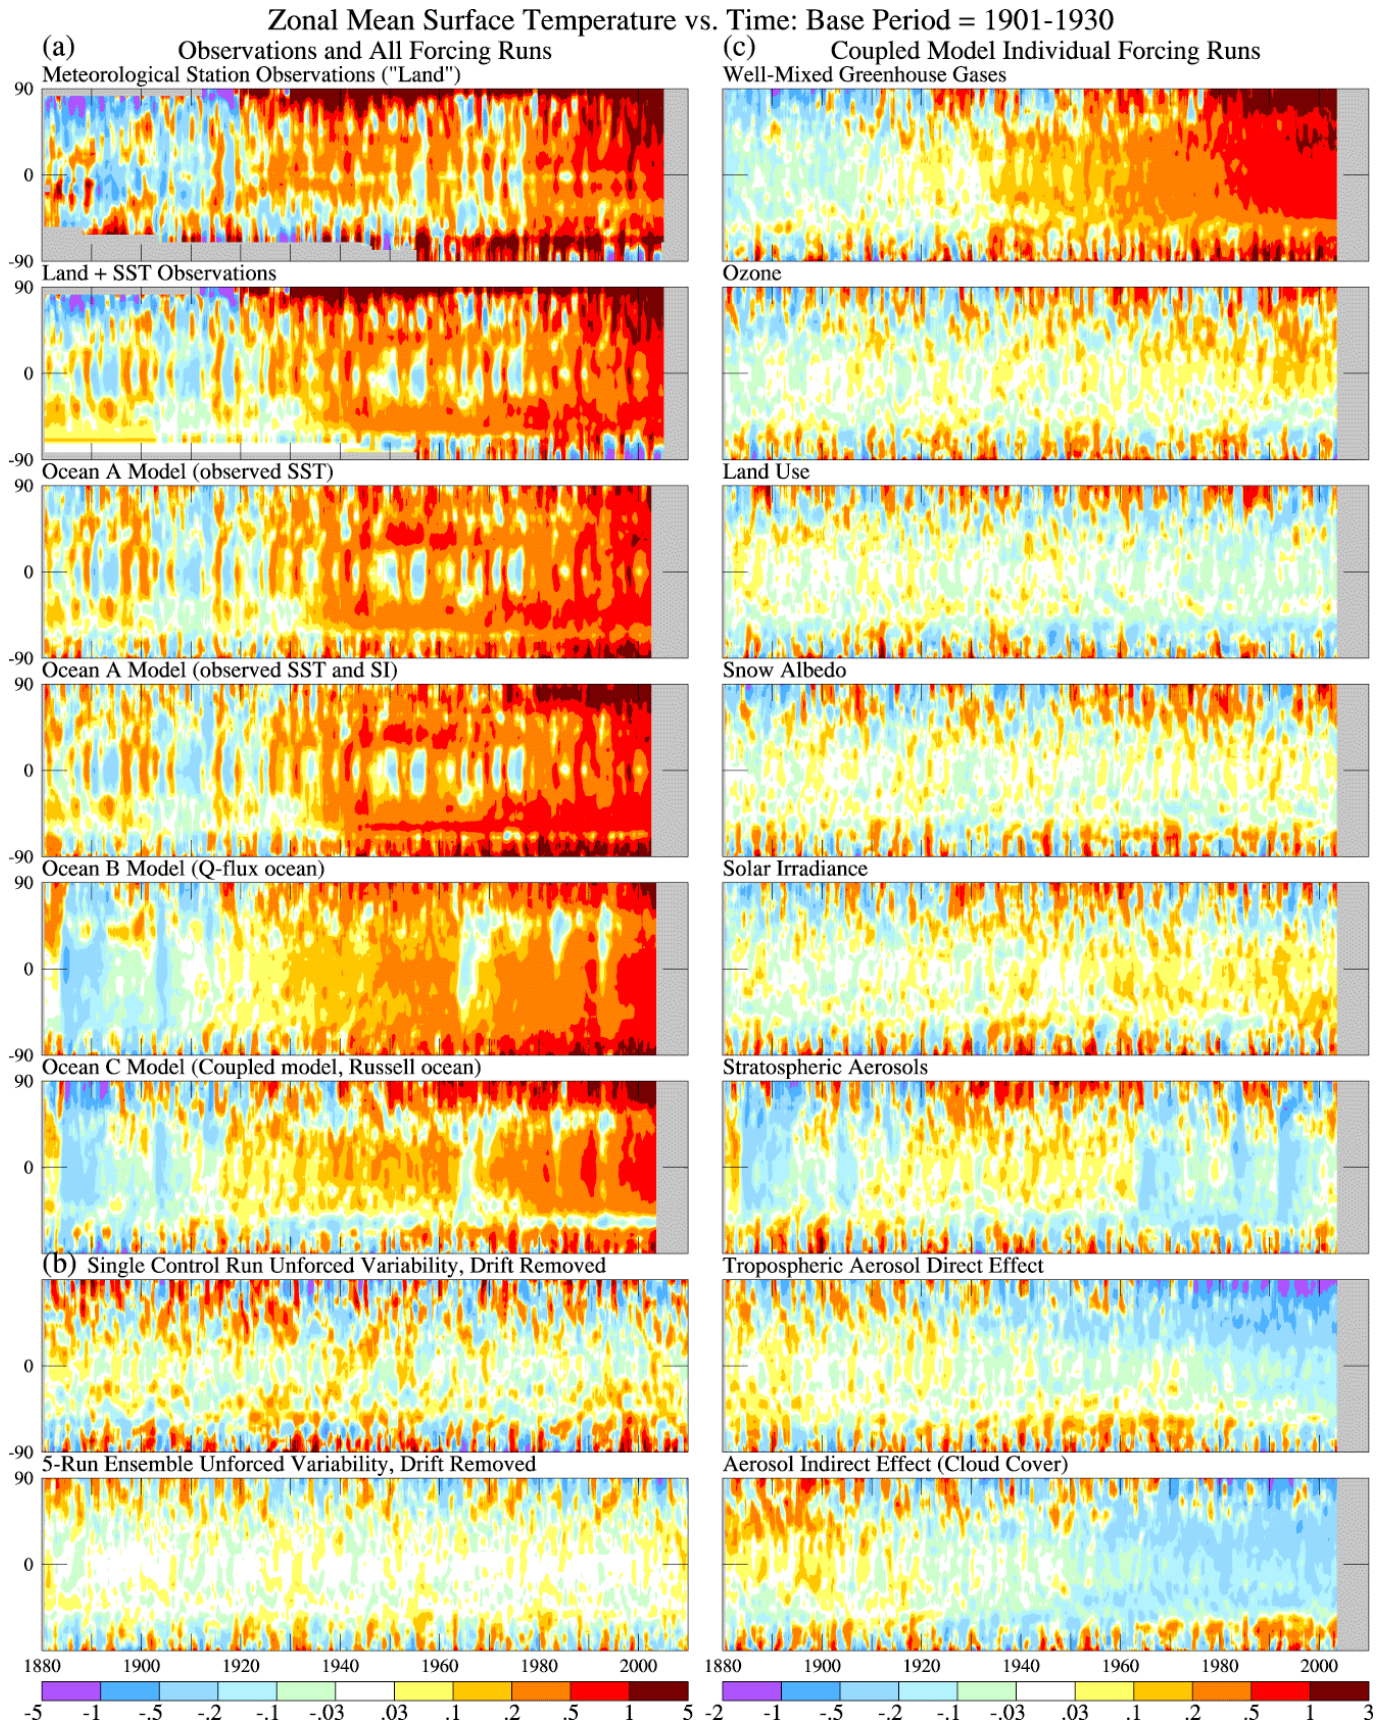 Zonal Mean Surface Temperature vs. Time: Base Period = 1901-1930
(a) Observations and All Forcing Runs
Meteorological Station Observations ("Land")
90
0
-90
Land + SST Observations
90
0
-90
Ocean A Model (observed SST)
90
0
-90
Ocean A Model (observed SST and SI)
90
0
-90
Ocean B Model (Q-flux ocean)
90
0
-90
Ocean C Model (Coupled model, Russell ocean)
90
0
(b) Single Control Run Unforced Variability, Drift Removed
0
-90
5-Run Ensemble Unforced Variability, Drift Removed
90
0
1880 1900 1920 1940 1960 1980 2000
-5 -1 -.5 -.2 -.1 -.03 .03 .1 .2 .5 1 5
(c) Coupled Model Individual Forcing Runs
Well-Mixed Greenhouse Gases
Ozone
Land Use
Snow Albedo
Solar Irradiance
Stratospheric Aerosols
Tropospheric Aerosol Direct Effect
Aerosol Indirect Effect (Cloud Cover)
1880 1900 1920 1940 1960 1980 2000
-2 -1 -.5 -.2 -.1 -.03 .03 .1 .2 .5 1 3